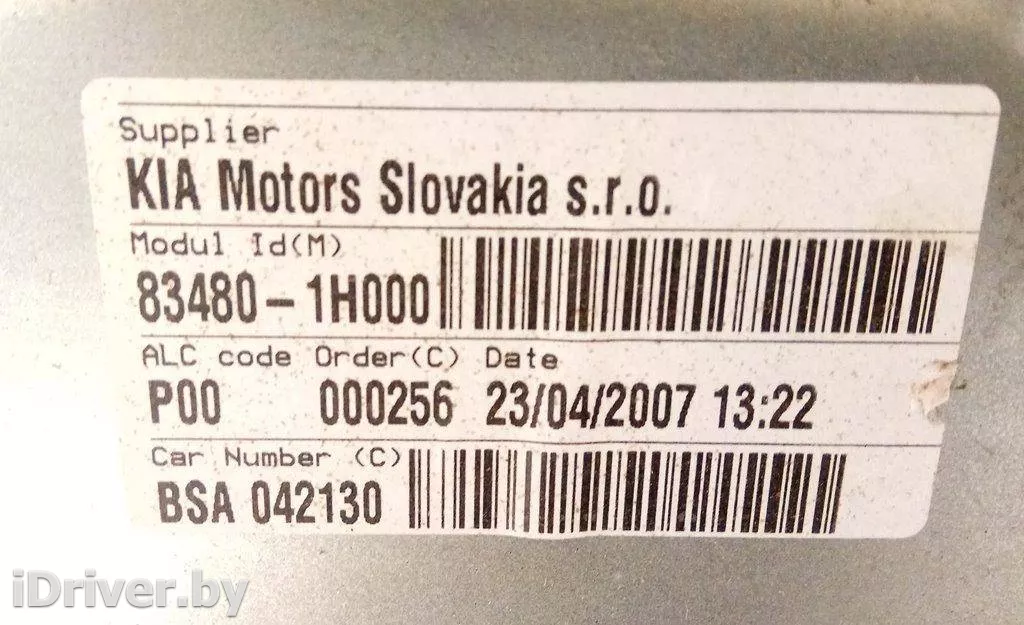 Supplier
KIA Motors Slovakia s.r.o.
Modul Id(M)
83480-1H000
ALC code Order(C) Date
P00 000256 23/04/2007 13:22
Car Number (C)
BSA 042130
iDriver.by